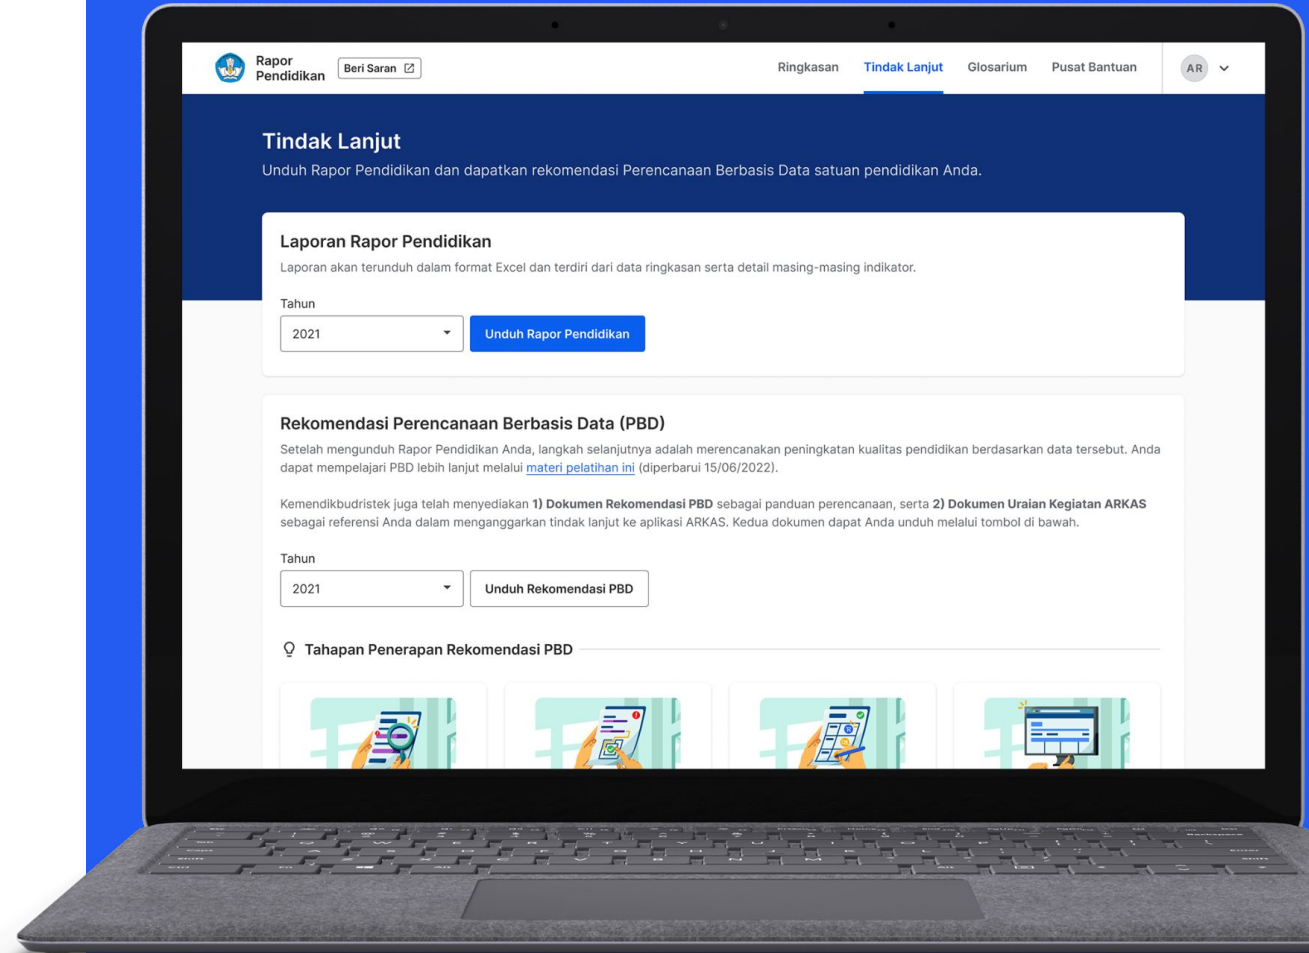 Rapor
Pendidikan
Beri Saran
Ringkasan
Tindak Lanjut
Glosarium
Pusat Bantuan
AR
Tindak Lanjut
Unduh Rapor Pendidikan dan dapatkan rekomendasi Perencanaan Berbasis Data satuan pendidikan Anda.
Laporan Rapor Pendidikan
Laporan akan terunduh dalam format Excel dan terdiri dari data ringkasan serta detail masing-masing indikator.
Tahun
2021
Unduh Rapor Pendidikan
Rekomendasi Perencanaan Berbasis Data (PBD)
Setelah mengunduh Rapor Pendidikan Anda, langkah selanjutnya adalah merencanakan peningkatan kualitas pendidikan berdasarkan data tersebut. Anda
dapat mempelajari PBD lebih lanjut melalui materi pelatihan ini (diperbarui 15/06/2022).
Kemendikbudristek juga telah menyediakan 1) Dokumen Rekomendasi PBD sebagai panduan perencanaan, serta 2) Dokumen Uraian Kegiatan ARKAS
sebagai referensi Anda dalam menganggarkan tindak lanjut ke aplikasi ARKAS. Kedua dokumen dapat Anda unduh melalui tombol di bawah.
Tahun
2021
Unduh Rekomendasi PBD
Tahapan Penerapan Rekomendasi PBD